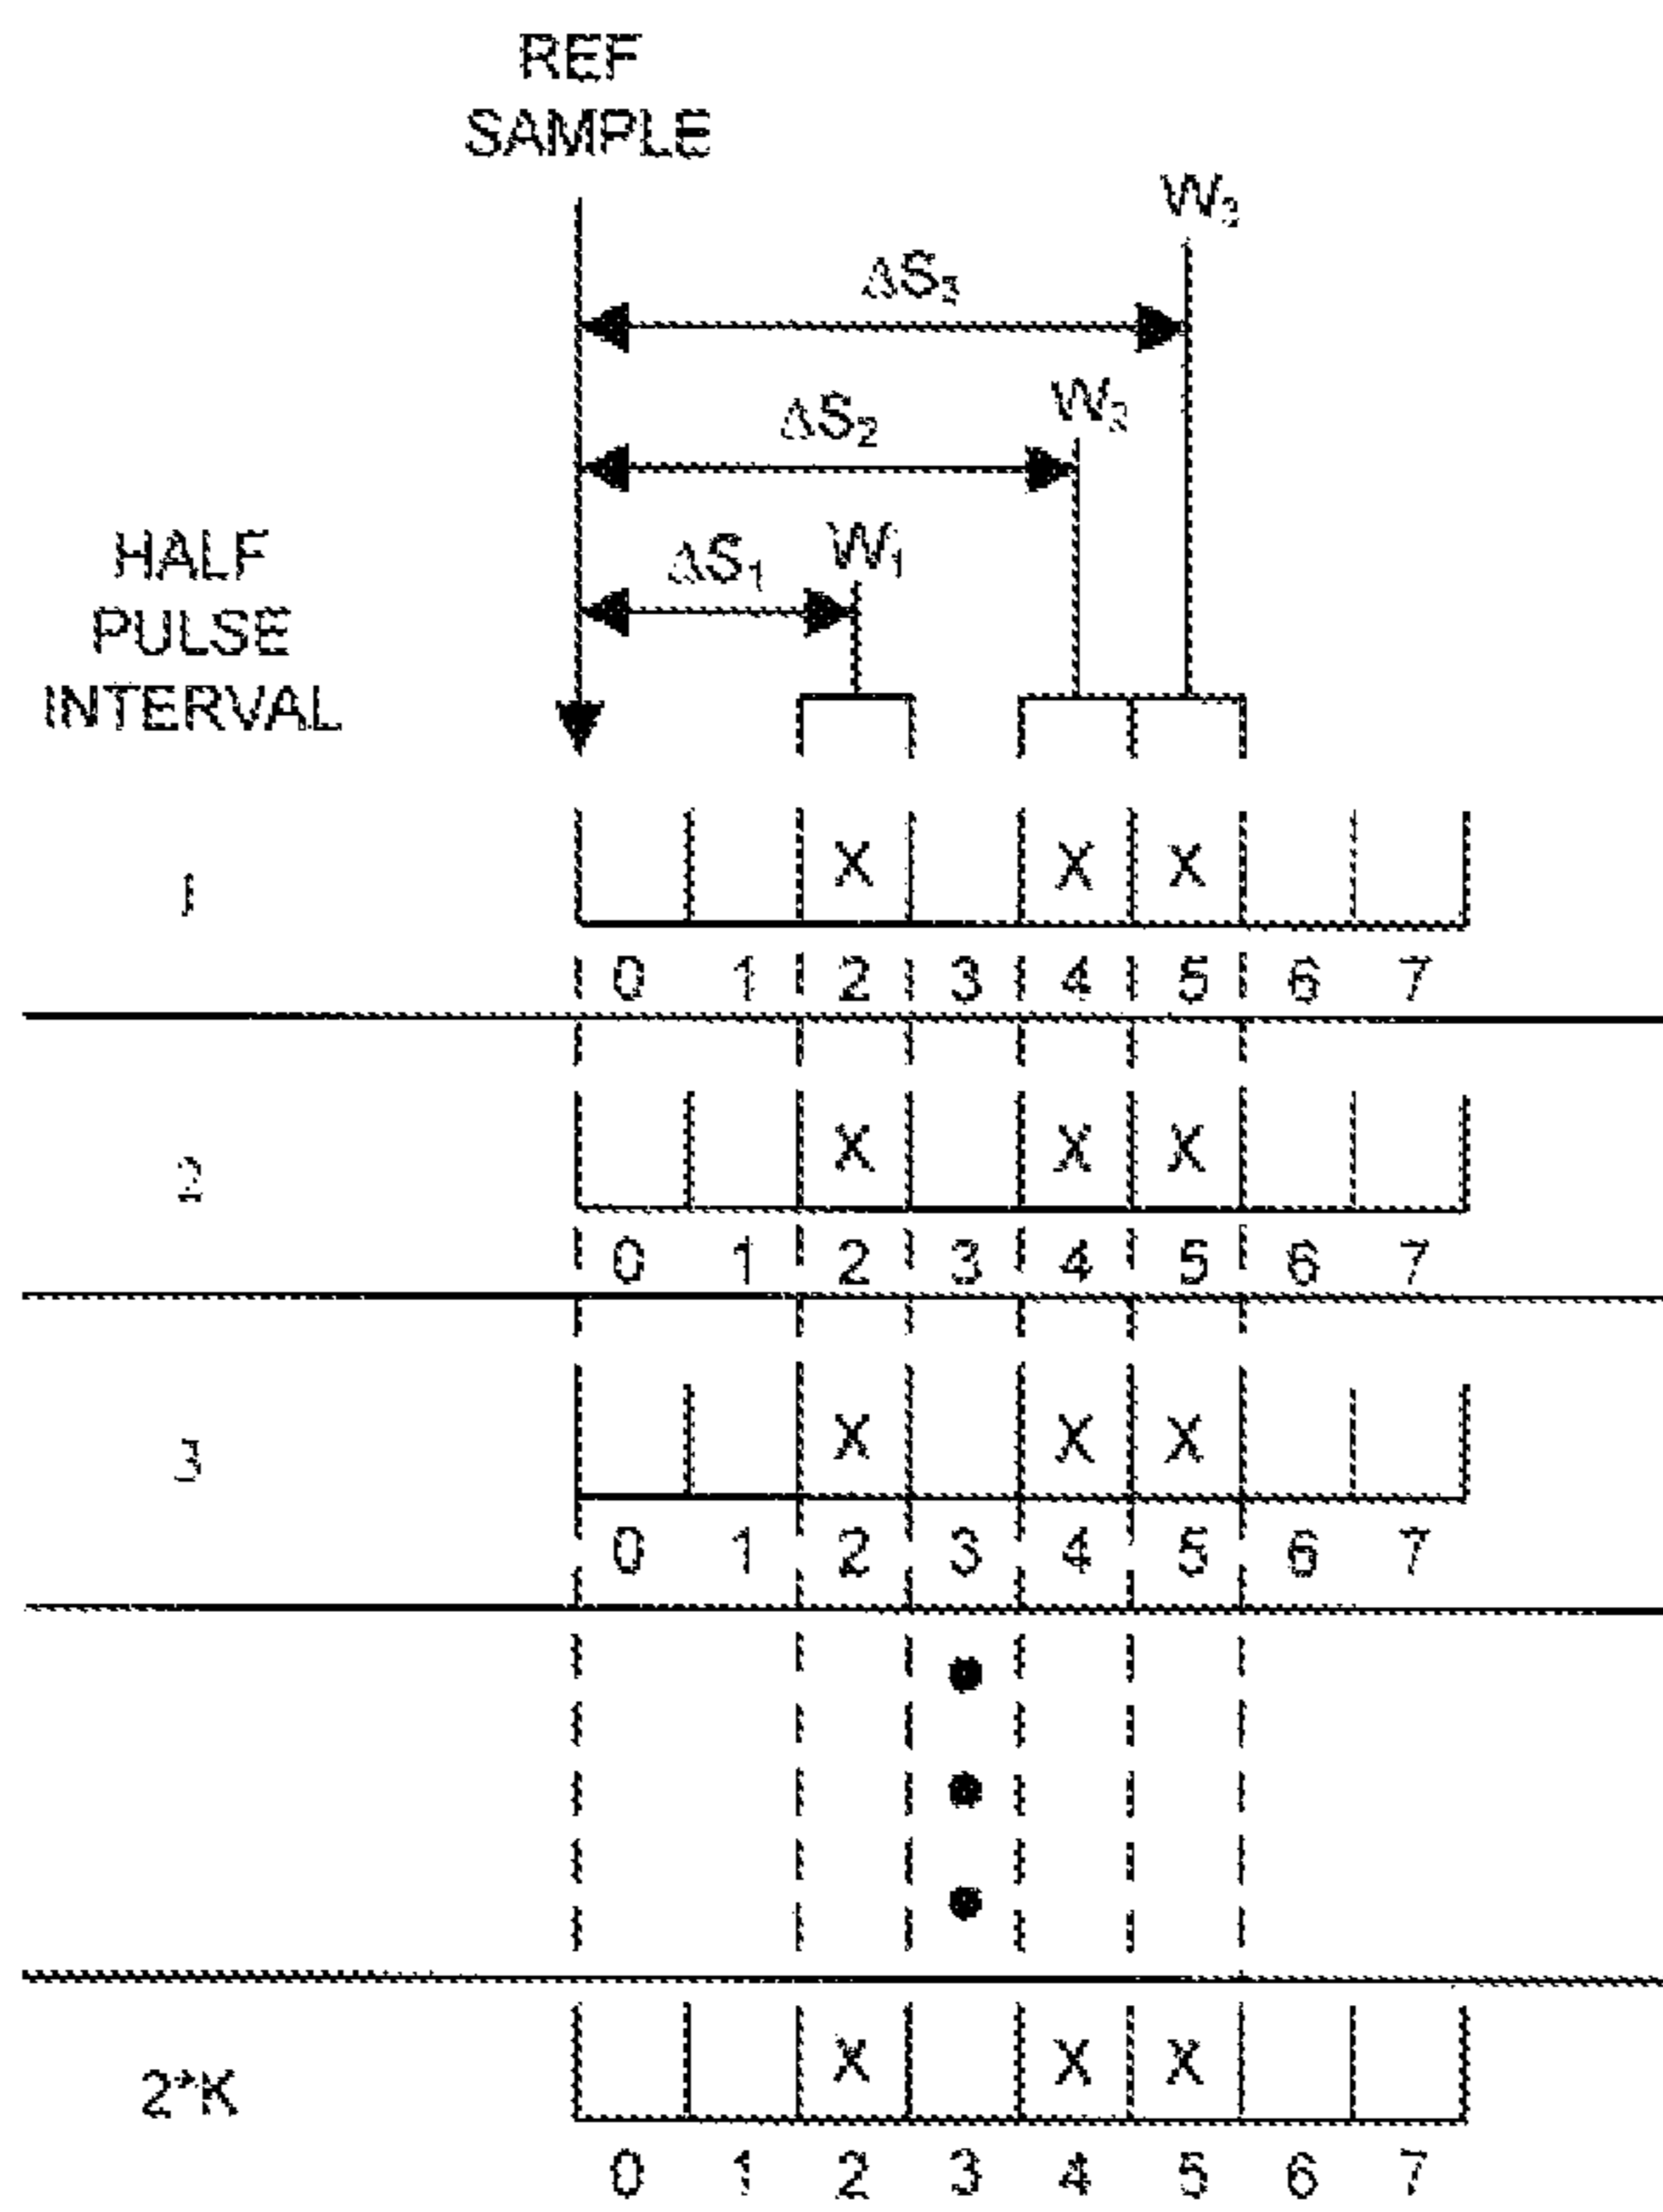 REF
SAMPLE
W₃
ΔS₃
W₂
ΔS₂
HALF
PULSE
INTERVAL
ΔS₁ W₁
X X X
1
0 1 2 3 4 5 6 7
X X X
2
0 1 2 3 4 5 6 7
X X X
3
0 1 2 3 4 5 6 7
X X X
2*K
0 1 2 3 4 5 6 7